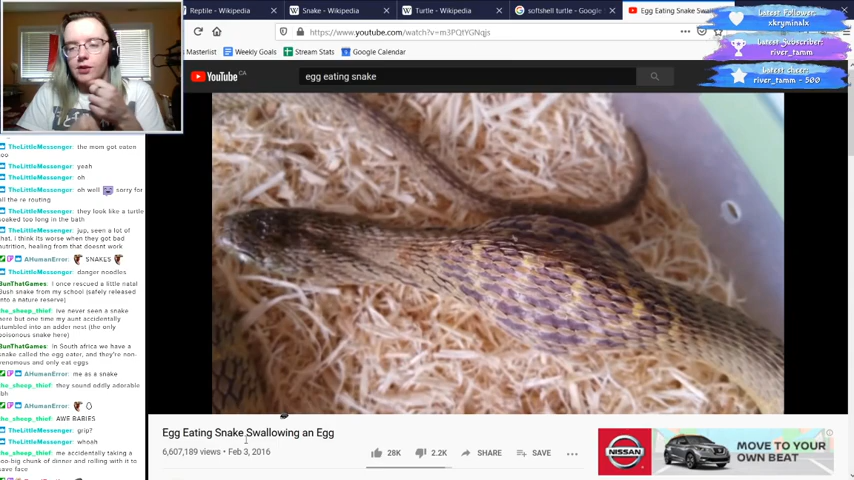 Reptile - Wikipedia
Snake - Wikipedia
Turtle - Wikipedia
softshell turtle - Google
Egg Eating Snake Swa
Latest Follower:
xkryminalx
Latest Subscriber:
river_tamm
Latest cheer:
river_tamm - 500
https://www.youtube.com/watch?v=m3PQtYGNqjs
Masterlist
Weekly Goals
Stream Stats
Google Calendar
YouTube CA
egg eating snake
TheLittleMessenger: the mom got eaten
too
TheLittleMessenger: yeah
TheLittleMessenger: oh
TheLittleMessenger: oh well sorry for
all the re routing
TheLittleMessenger: they look like a turtle
soaked too long in the bath
TheLittleMessenger: jup, seen a lot of
that. I think its worse when they got bad
nutrition, healing from that doesnt work
AHumanError: SNAKES
TheLittleMessenger: danger noodles
BunThatGames: I once rescued a little natal
Bush snake from my school (safely released
into a nature reserve)
the_sheep_thief: Ive never seen a snake
here but one time my aunt accidentally
stumbled into an adder nest (the only
poisonous snake here)
BunThatGames: In South africa we have a
snake called the egg eater, and they're non-
venemous and only eat eggs
AHumanError: me as a snake
the_sheep_thief: they sound oddly adorable
tbh
AHumanError:
the_sheep_thief: AWE BABIES
TheLittleMessenger: grip?
TheLittleMessenger: whoah
the_sheep_thief: me accidentally taking a
too-big chunk of dinner and rolling with it to
save face
Egg Eating Snake Swallowing an Egg
6,607,189 views • Feb 3, 2016
28K
2.2K
SHARE
SAVE
NISSAN
MOVE TO YOUR
OWN BEAT